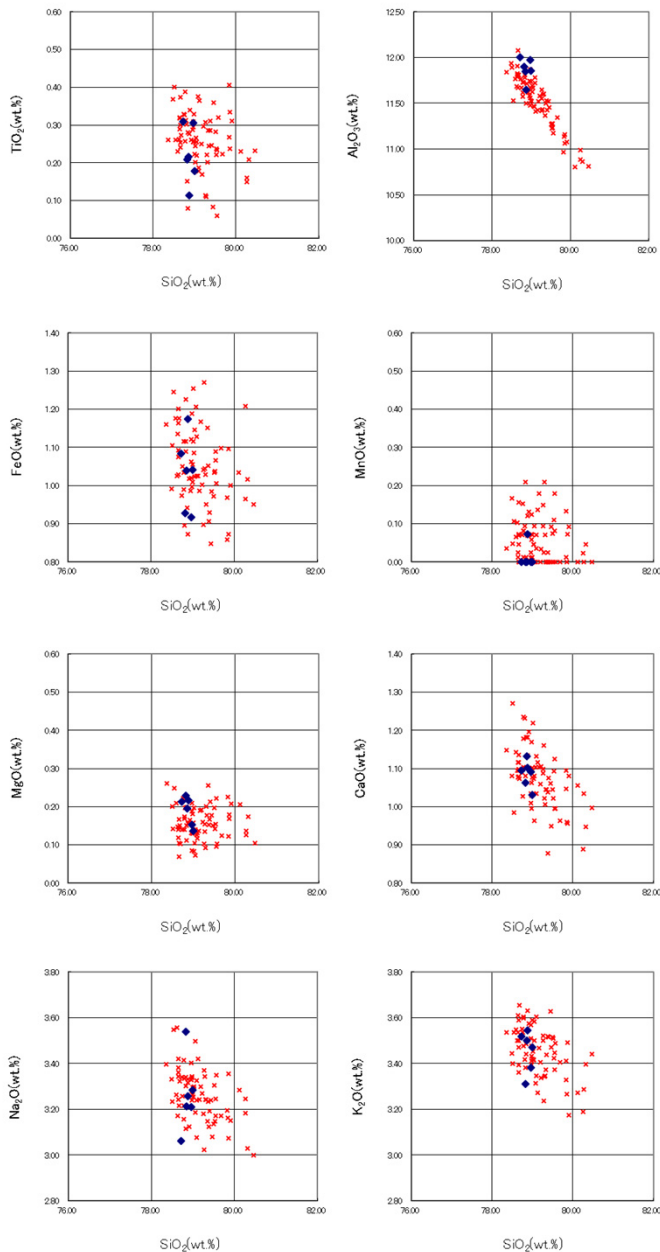 0.60
0.50
0.40
0.30
0.20
0.10
0.00
76.00 78.00 80.00 82.00
TiO₂(wt.%)
SiO₂(wt.%)
12.50
12.00
11.50
11.00
10.50
10.00
76.00 78.00 80.00 82.00
Al₂O₃(wt.%)
SiO₂(wt.%)
1.40
1.30
1.20
1.10
1.00
0.90
0.80
76.00 78.00 80.00 82.00
FeO(wt.%)
SiO₂(wt.%)
0.60
0.50
0.40
0.30
0.20
0.10
0.00
76.00 78.00 80.00 82.00
MnO(wt.%)
SiO₂(wt.%)
0.60
0.50
0.40
0.30
0.20
0.10
0.00
76.00 78.00 80.00 82.00
MgO(wt.%)
SiO₂(wt.%)
1.40
1.30
1.20
1.10
1.00
0.90
0.80
76.00 78.00 80.00 82.00
CaO(wt.%)
SiO₂(wt.%)
3.80
3.60
3.40
3.20
3.00
2.80
76.00 78.00 80.00 82.00
Na₂O(wt.%)
SiO₂(wt.%)
3.80
3.60
3.40
3.20
3.00
2.80
76.00 78.00 80.00 82.00
K₂O(wt.%)
SiO₂(wt.%)